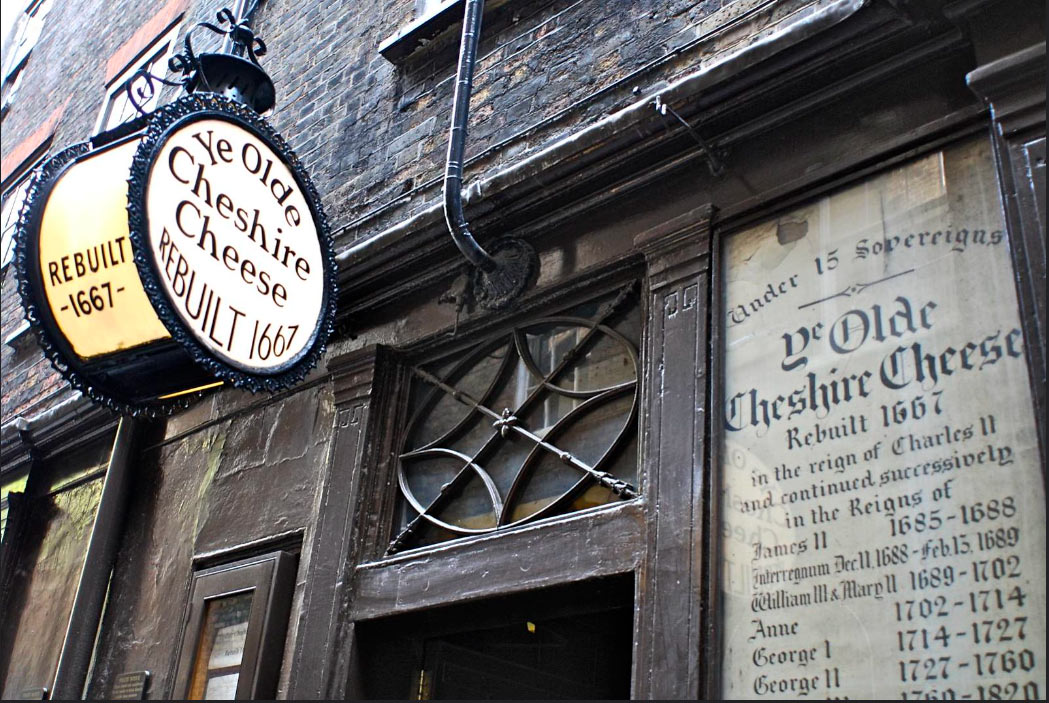 REBUILT
-1667-
Ye Olde
Cheshire
Cheese
REBUILT 1667
Under 15 Sovereigns
Ye Olde
Cheshire Cheese
Rebuilt 1667
in the reign of Charles II
and continued successively
in the Reigns of
James II 1685-1688
Interregnum Dec.11,1688-Feb.13.1689
William III & Mary II 1689-1702
Anne 1702-1714
George I 1714-1727
George II 1727-1760
1760-1820